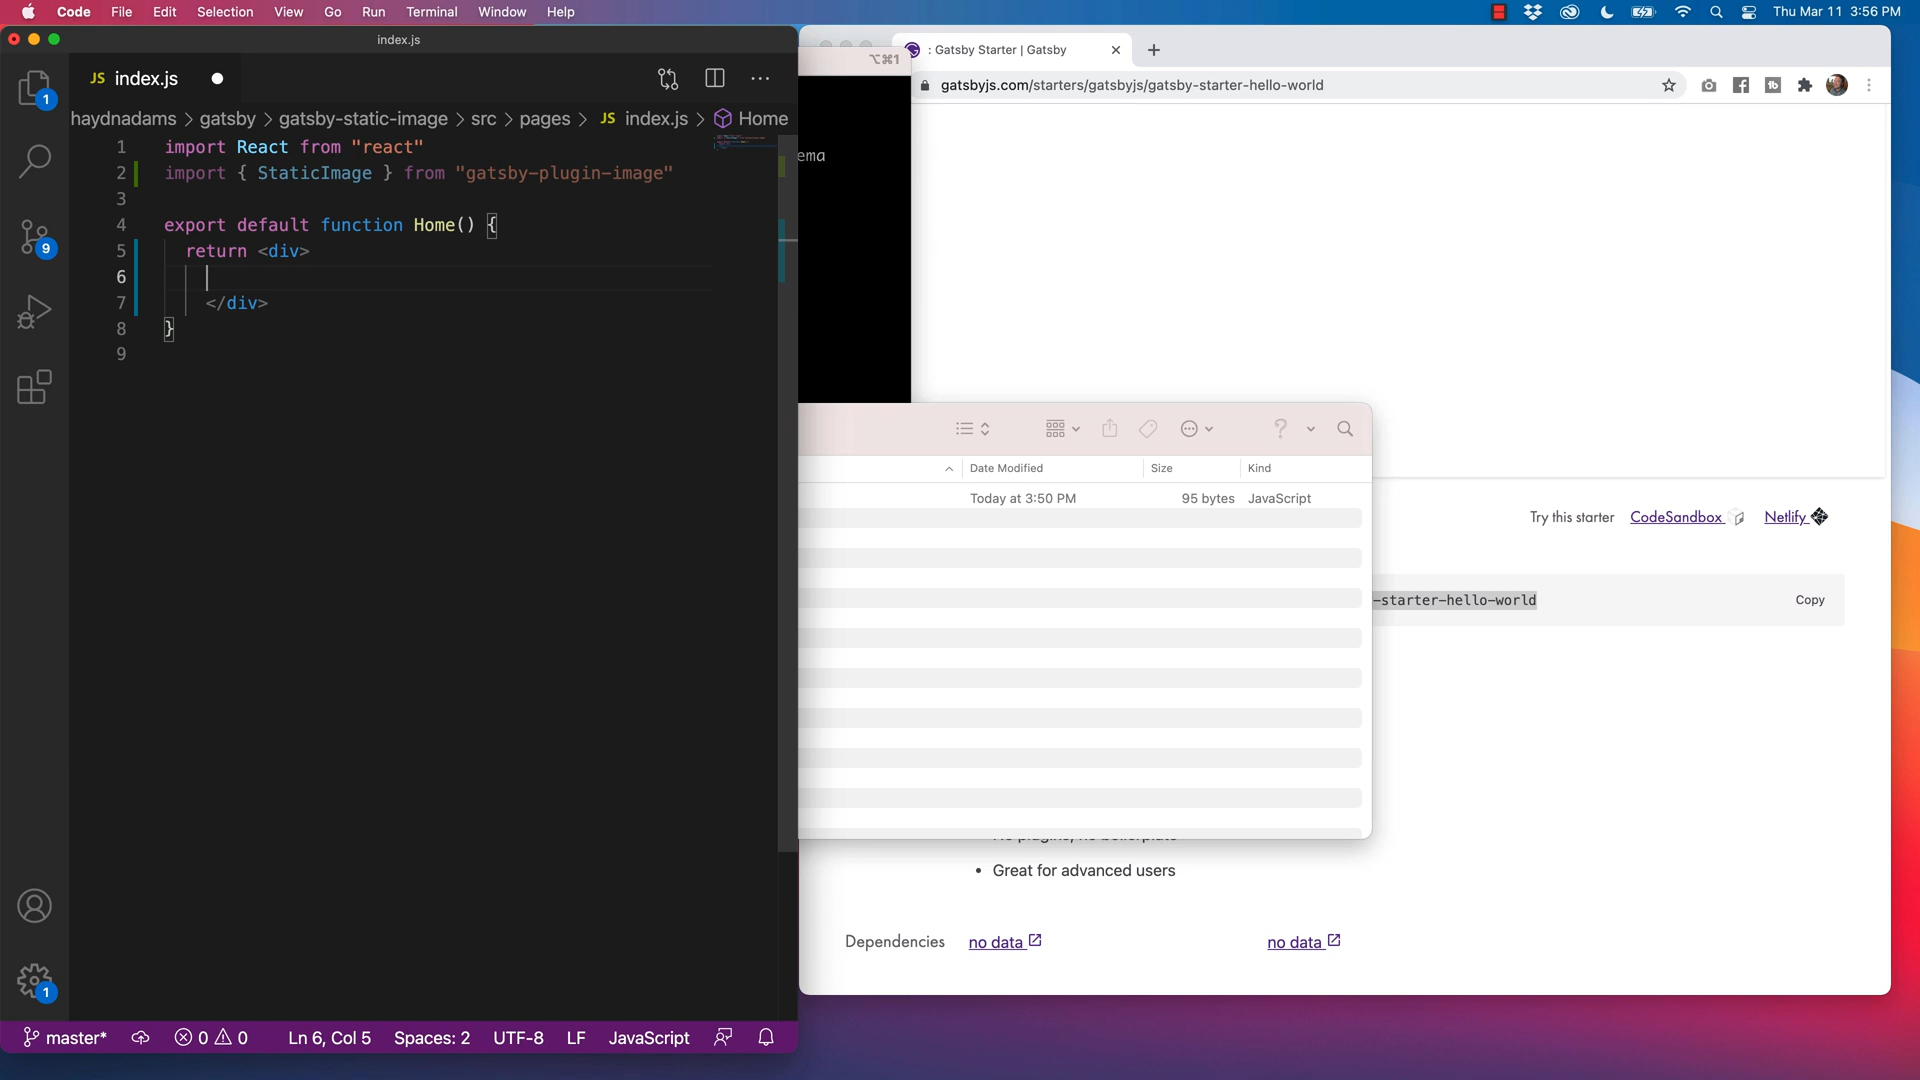 Code File Edit Selection View Go Run Terminal Window Help
Thu Mar 11 3:56 PM
index.js
JS index.js
haydnadams > gatsby > gatsby-static-image > src > pages > JS index.js > Home
1 import React from "react"
2 import { StaticImage } from "gatsby-plugin-image"
3
4 export default function Home() {
5 return <div>
6
7 </div>
8 }
9
1
9
1
master* 0 0 Ln 6, Col 5 Spaces: 2 UTF-8 LF JavaScript
⌥⌘1
ema
: Gatsby Starter | Gatsby
gatsbyjs.com/starters/gatsbyjs/gatsby-starter-hello-world
Date Modified Size Kind
Today at 3:50 PM 95 bytes JavaScript
Try this starter CodeSandbox Netlify
-starter-hello-world Copy
• Great for advanced users
Dependencies no data no data